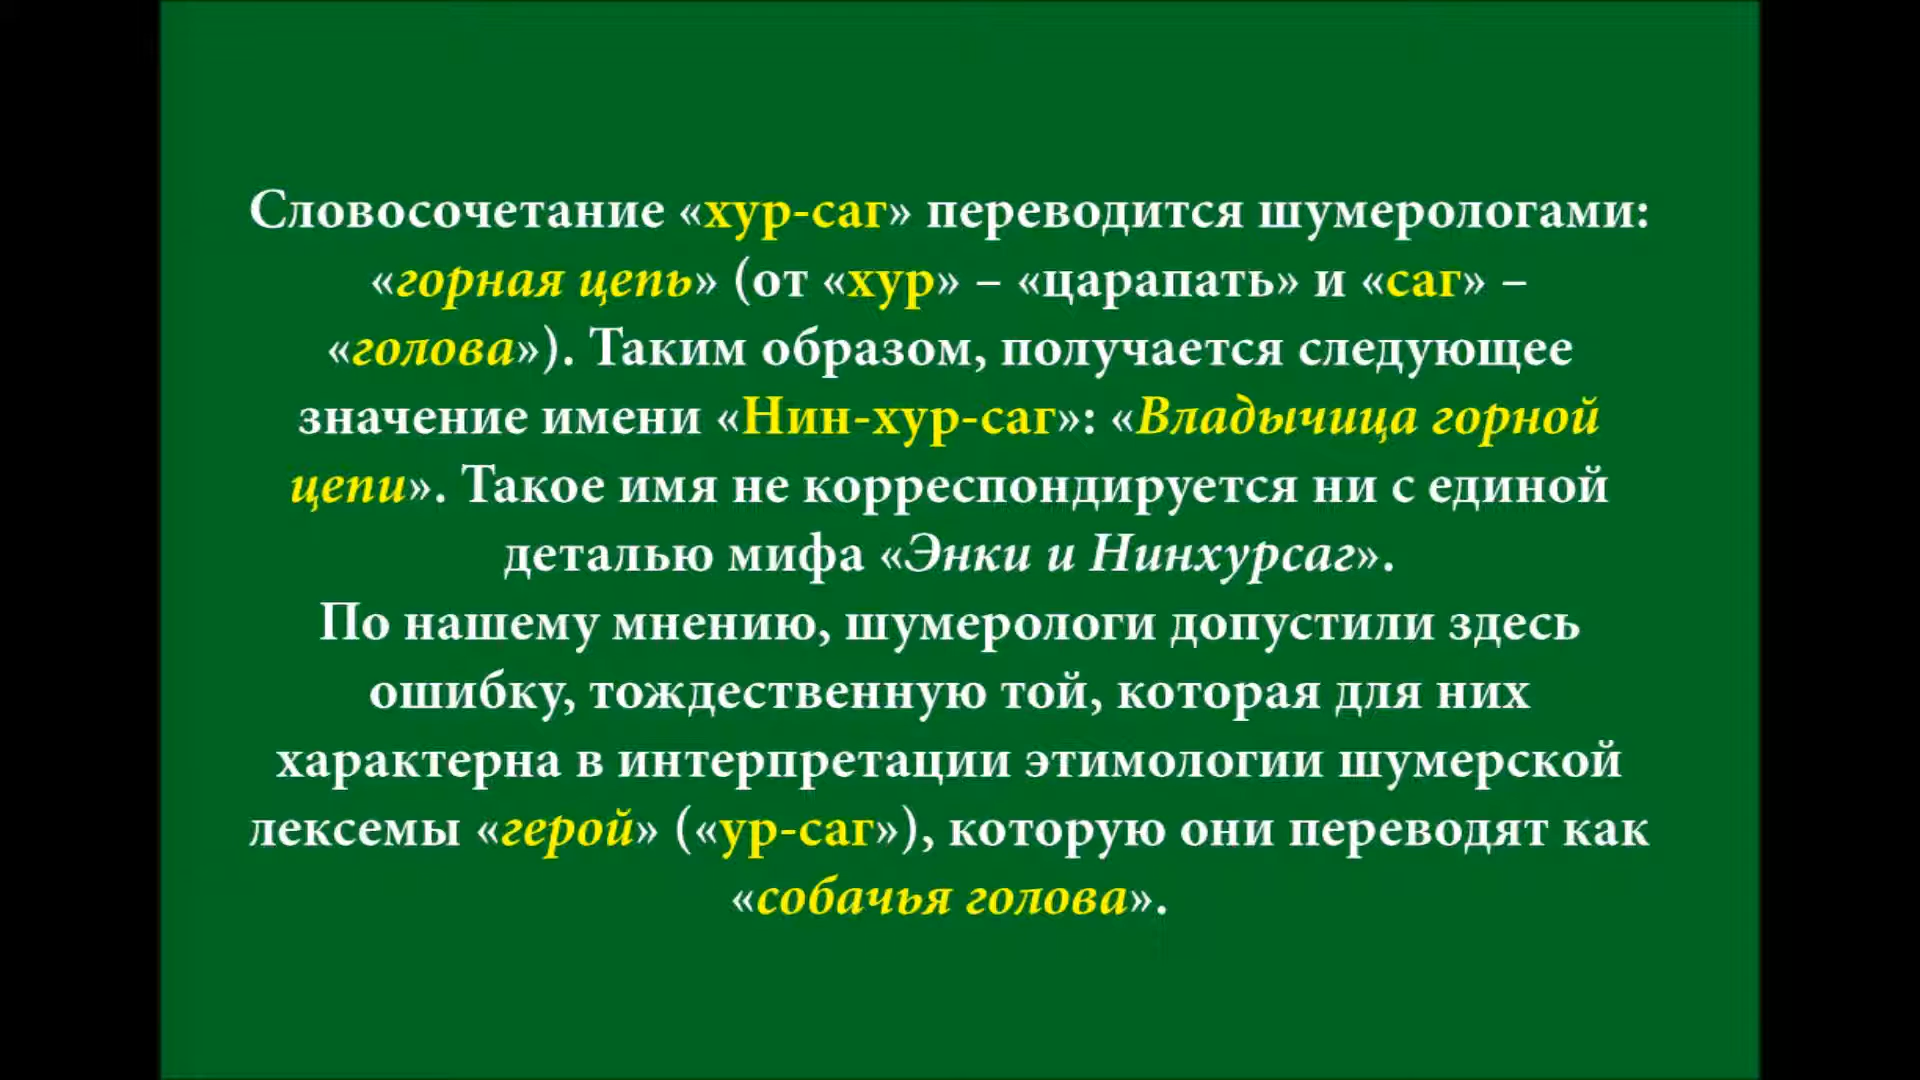 Словосочетание «хур-саг» переводится шумерологами:
«горная цепь» (от «хур» – «царапать» и «саг» –
«голова»). Таким образом, получается следующее
значение имени «Нин-хур-саг»: «Владычица горной
цепи». Такое имя не корреспондируется ни с единой
деталью мифа «Энки и Нинхурсаг».
По нашему мнению, шумерологи допустили здесь
ошибку, тождественную той, которая для них
характерна в интерпретации этимологии шумерской
лексемы «герой» («ур-саг»), которую они переводят как
«собачья голова».